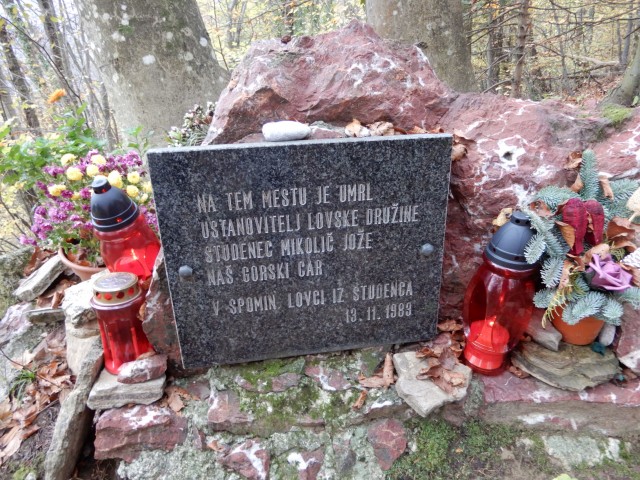 NA TEM MESTU JE UMRL
USTANOVITELJ LOVSKE DRUŽINE
STUDENEC MIKOLIČ JOŽE
NAŠ GORSKI CAR
V SPOMIN LOVCI IZ STUDENCA
13.11.1989